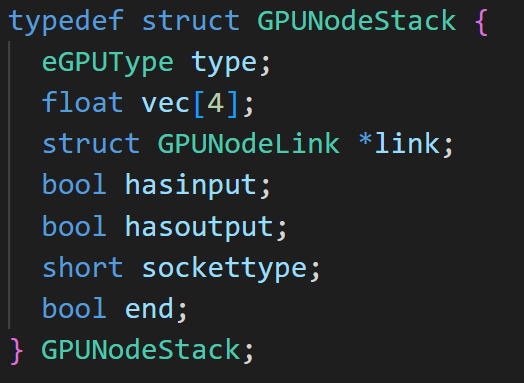 typedef struct GPUNodeStack {
  eGPUType type;
  float vec[4];
  struct GPUNodeLink *link;
  bool hasinput;
  bool hasoutput;
  short sockettype;
  bool end;
} GPUNodeStack;